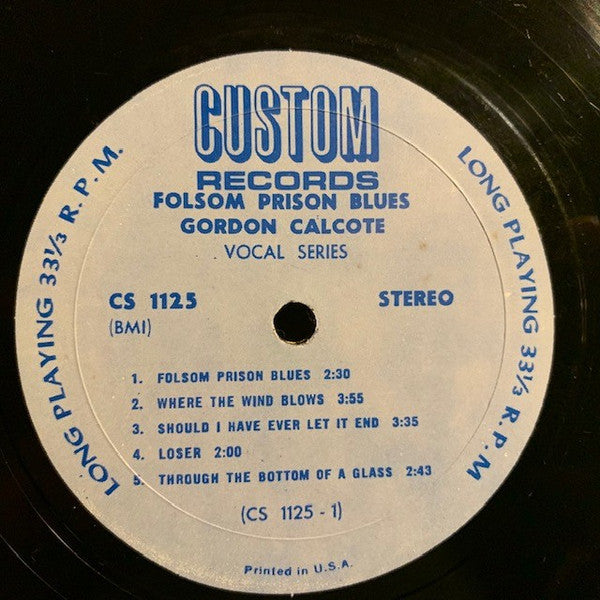 CUSTOM
RECORDS
FOLSOM PRISON BLUES
GORDON CALCOTE
VOCAL SERIES
CS 1125
STEREO
(BMI)
1. FOLSOM PRISON BLUES 2:30
2. WHERE THE WIND BLOWS 3:55
3. SHOULD I HAVE EVER LET IT END 3:35
4. LOSER 2:00
5. THROUGH THE BOTTOM OF A GLASS 2:43
(CS 1125 - 1)
Printed in U.S.A.
LONG PLAYING 33⅓ R.P.M.
LONG PLAYING 33⅓ R.P.M